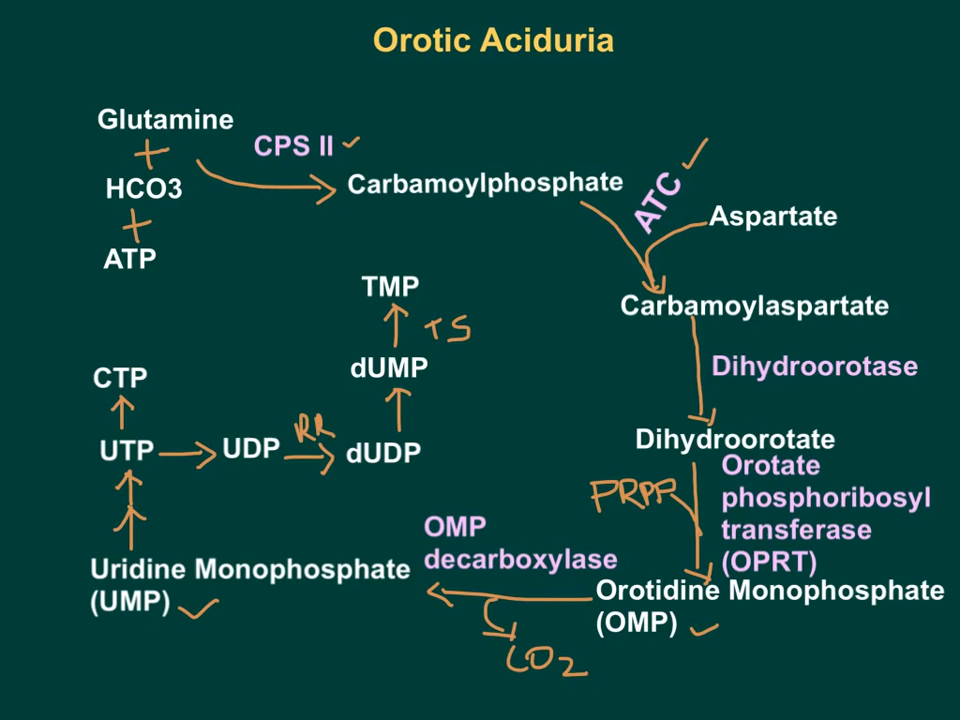 Orotic Aciduria
Glutamine
+
HCO3
+
ATP
CPS II
Carbamoylphosphate
ATC
Aspartate
Carbamoylaspartate
Dihydroorotase
Dihydroorotate
Orotate
phosphoribosyl
transferase
(OPRT)
PRPP
Orotidine Monophosphate
(OMP)
OMP
decarboxylase
CO2
Uridine Monophosphate
(UMP)
UTP
CTP
UDP
RR
dUDP
dUMP
TS
TMP